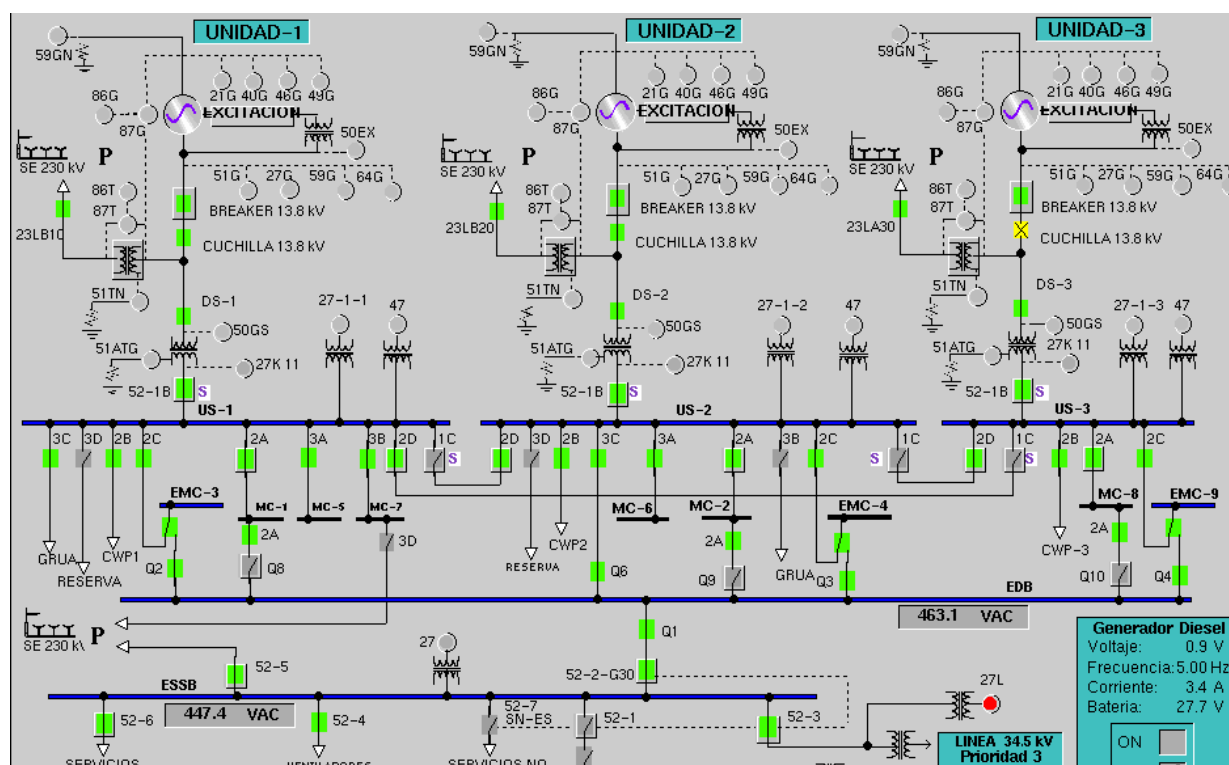 UNIDAD-1 UNIDAD-2 UNIDAD-3
59GN 59GN 59GN
21G 40G 46G 49G 21G 40G 46G 49G 21G 40G 46G 49G
86G 86G 86G
EXCITACION EXCITACION EXCITACION
87G 87G 87G
50EX 50EX 50EX
P P P
SE 230 kV SE 230 kV SE 230 kV
51G 27G 59G 64G 51G 27G 59G 64G 51G 27G 59G 64G
86T 86T 86T
87T 87T 87T
BREAKER 13.8 kV BREAKER 13.8 kV BREAKER 13.8 kV
23LB10 23LB20 23LA30
CUCHILLA 13.8 kV CUCHILLA 13.8 kV CUCHILLA 13.8 kV
51TN 51TN 51TN
DS-1 DS-2 DS-3
27-1-1 47 27-1-2 47 27-1-3 47
50GS 50GS 50GS
51ATG 51ATG 51ATG
27K 11 27K 11 27K 11
52-1B S 52-1B S 52-1B S
US-1 US-2 US-3
3C 3D 2B 2C 2A 3A 3B 2D 1C 2D 3D 2B 3C 3A 2A 3B 2C 1C 2D 1C 2B 2A 2C
S S S
EMC-3 EMC-9
MC-1 MC-5 MC-7 MC-6 MC-2 EMC-4 MC-8
2A 3D 2A 2A
GRUA CWP1 CWP2 CWP-3
RESERVA RESERVA GRUA
Q2 Q8 Q6 Q9 Q3 Q10 Q4
EDB
463.1 VAC
P
SE 230 kV
27
Q1
Generador Diesel
Voltaje: 0.9 V
Frecuencia: 5.00 Hz
Corriente: 3.4 A
Bateria: 27.7 V
52-5
52-2-G30
ESSB
27L
447.4 VAC
52-6 52-4 52-7 52-1 52-3
SN-ES
ON
LINEA 34.5 kV
Prioridad 3
SERVICIOS VENTILADORES SERVICIOS NO